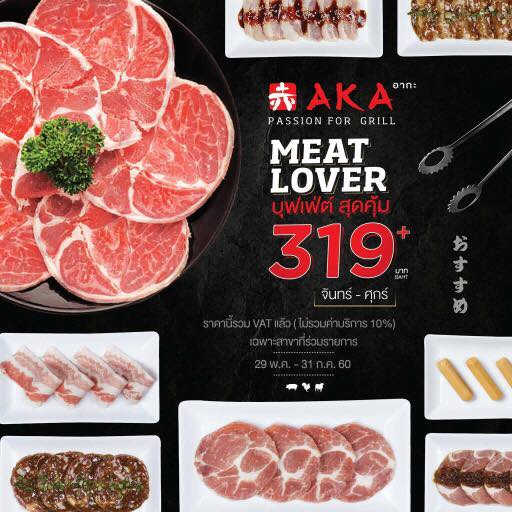 AKA อากะ
PASSION FOR GRILL
MEAT
LOVER
บุฟเฟ่ต์ สุดคุ้ม
319+
บาท
BAHT
จันทร์ - ศุกร์
おすすめ
ราคานี้รวม VAT แล้ว (ไม่รวมค่าบริการ 10%)
เฉพาะสาขาที่ร่วมรายการ
29 พ.ค. - 31 ก.ค. 60